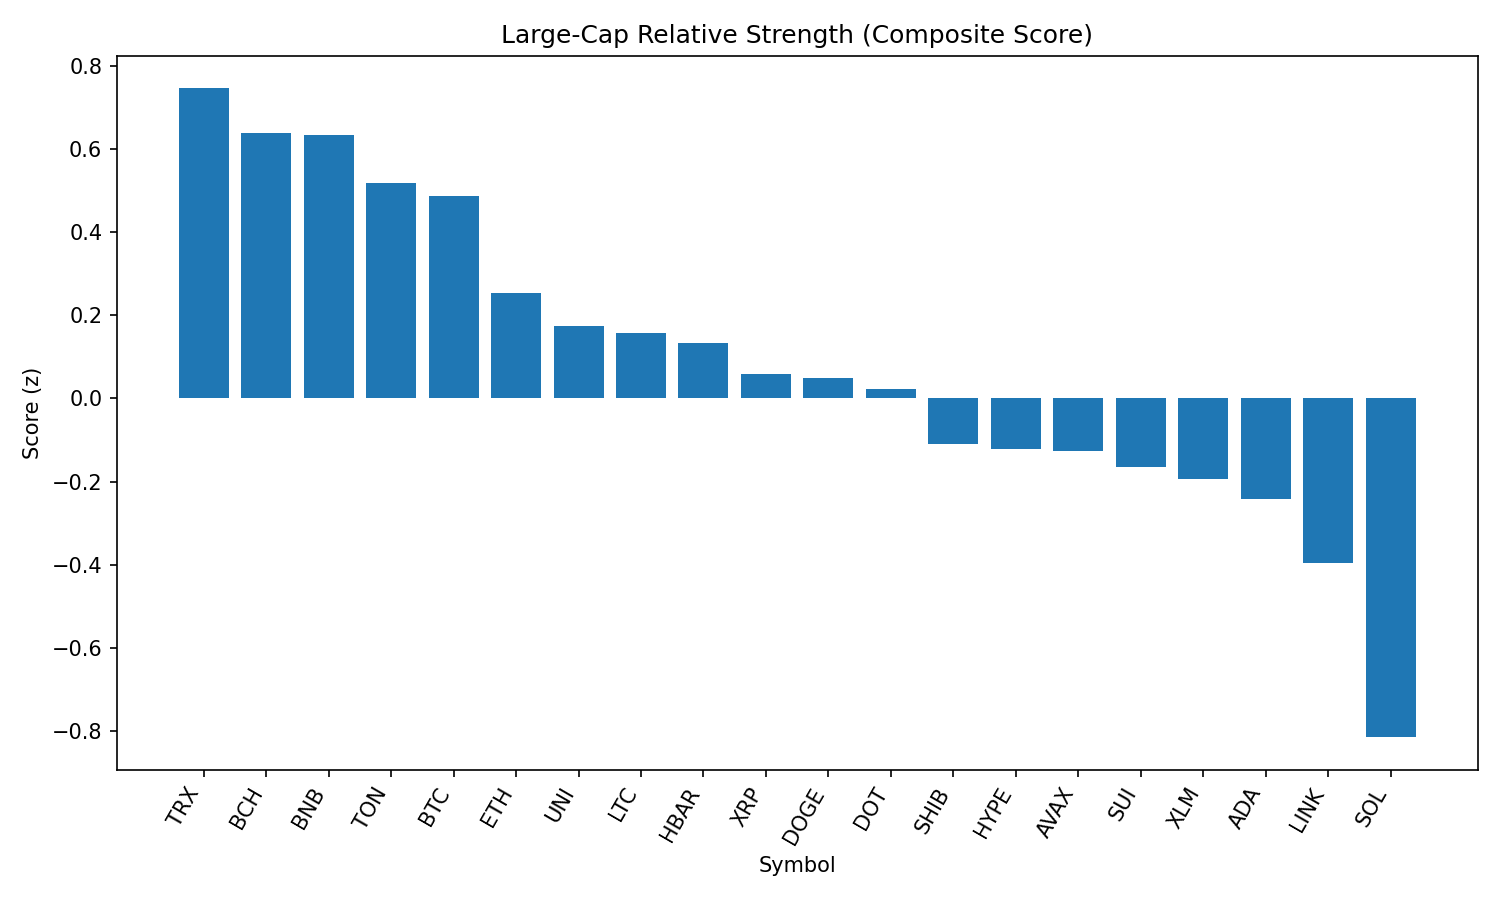 Large-Cap Relative Strength (Composite Score)
0.8
0.6
0.4
0.2
0.0
−0.2
−0.4
−0.6
−0.8
Score (z)
TRX
BCH
BNB
TON
BTC
ETH
UNI
LTC
HBAR
XRP
DOGE
DOT
SHIB
HYPE
AVAX
SUI
XLM
ADA
LINK
SOL
Symbol